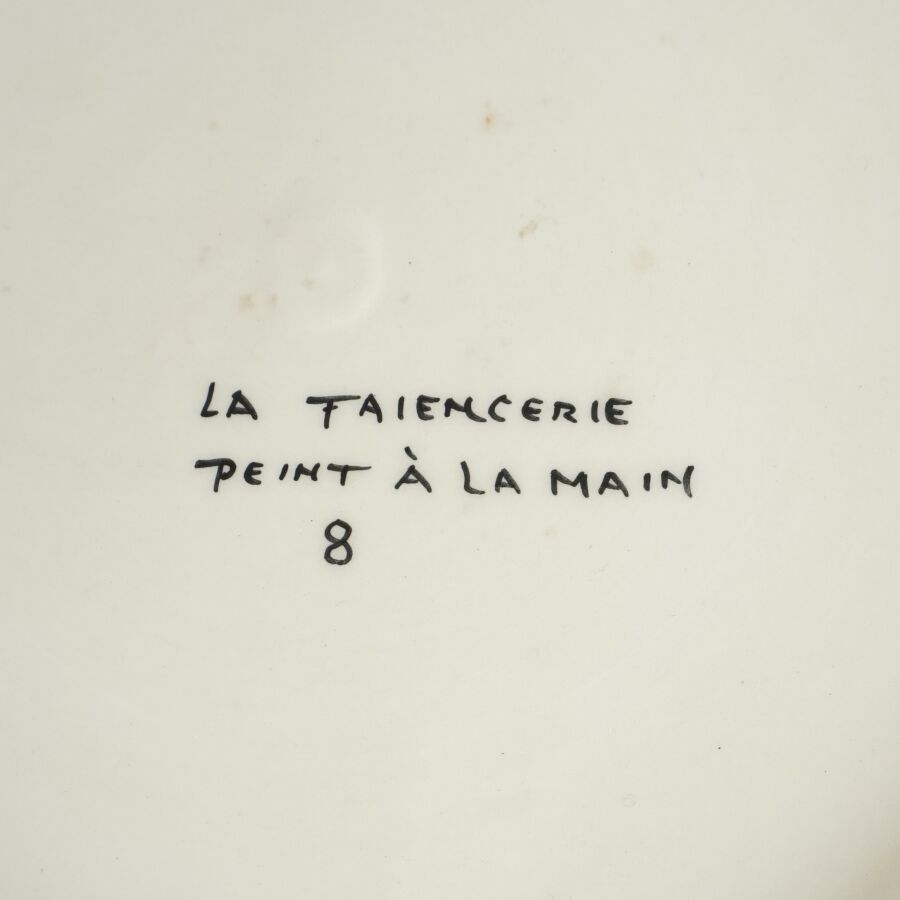 LA FAIENCERIE
PEINT À LA MAIN
8